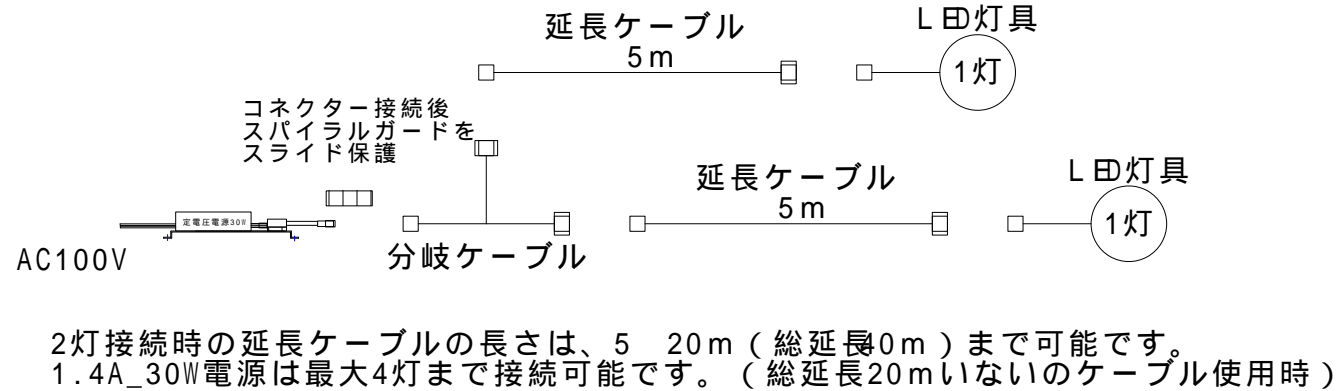 延長ケーブル
5m
LED灯具
1灯
コネクター接続後
スパイラルガードを
スライド保護
延長ケーブル
5m
LED灯具
1灯
定電圧電源30W
AC100V
分岐ケーブル
2灯接続時の延長ケーブルの長さは、5 20m(総延長40m)まで可能です。
1.4A_30W電源は最大4灯まで接続可能です。(総延長20mいないのケーブル使用時)